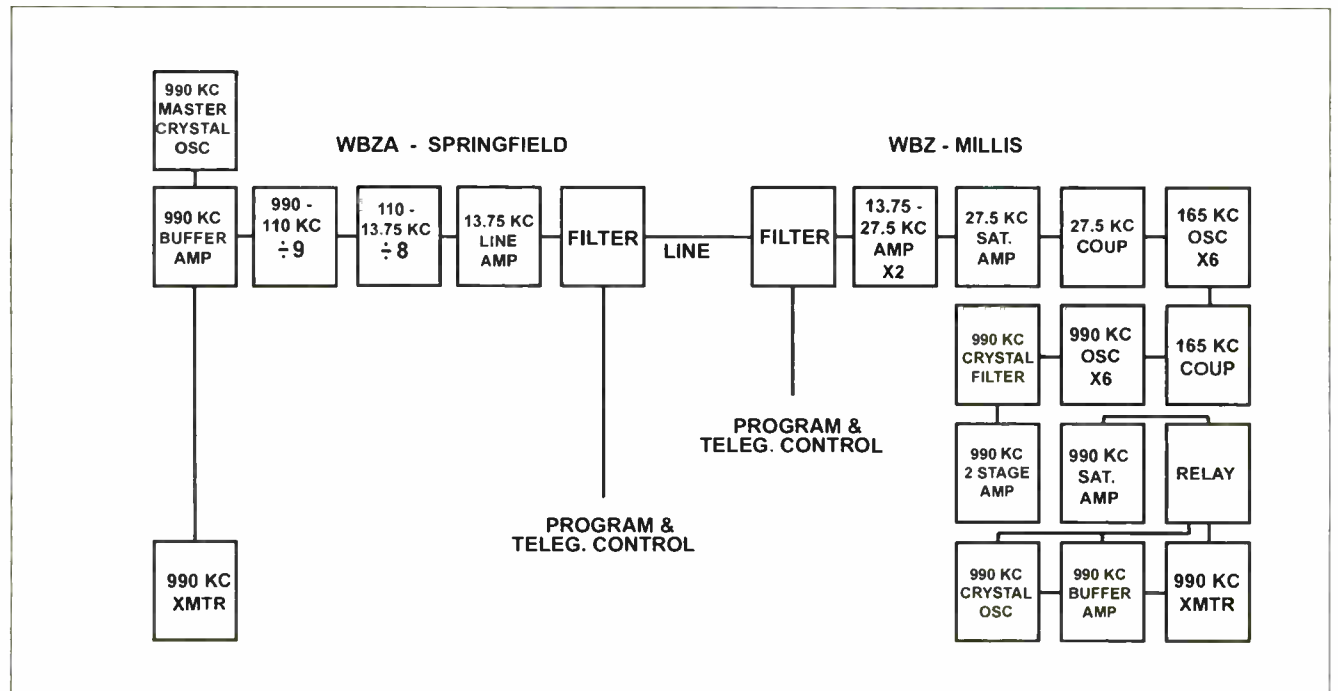 990 KC
MASTER
CRYSTAL
OSC
WBZA - SPRINGFIELD
WBZ - MILLIS
990 KC
BUFFER
AMP
990 -
110 KC
÷9
110 -
13.75 KC
÷8
13.75 KC
LINE
AMP
FILTER
LINE
FILTER
13.75 -
27.5 KC
AMP
X2
27.5 KC
SAT.
AMP
27.5 KC
COUP
165 KC
OSC
X6
990 KC
CRYSTAL
FILTER
990 KC
OSC
X6
165 KC
COUP
PROGRAM &
TELEG. CONTROL
990 KC
2 STAGE
AMP
990 KC
SAT.
AMP
RELAY
PROGRAM &
TELEG. CONTROL
990 KC
XMTR
990 KC
CRYSTAL
OSC
990 KC
BUFFER
AMP
990 KC
XMTR